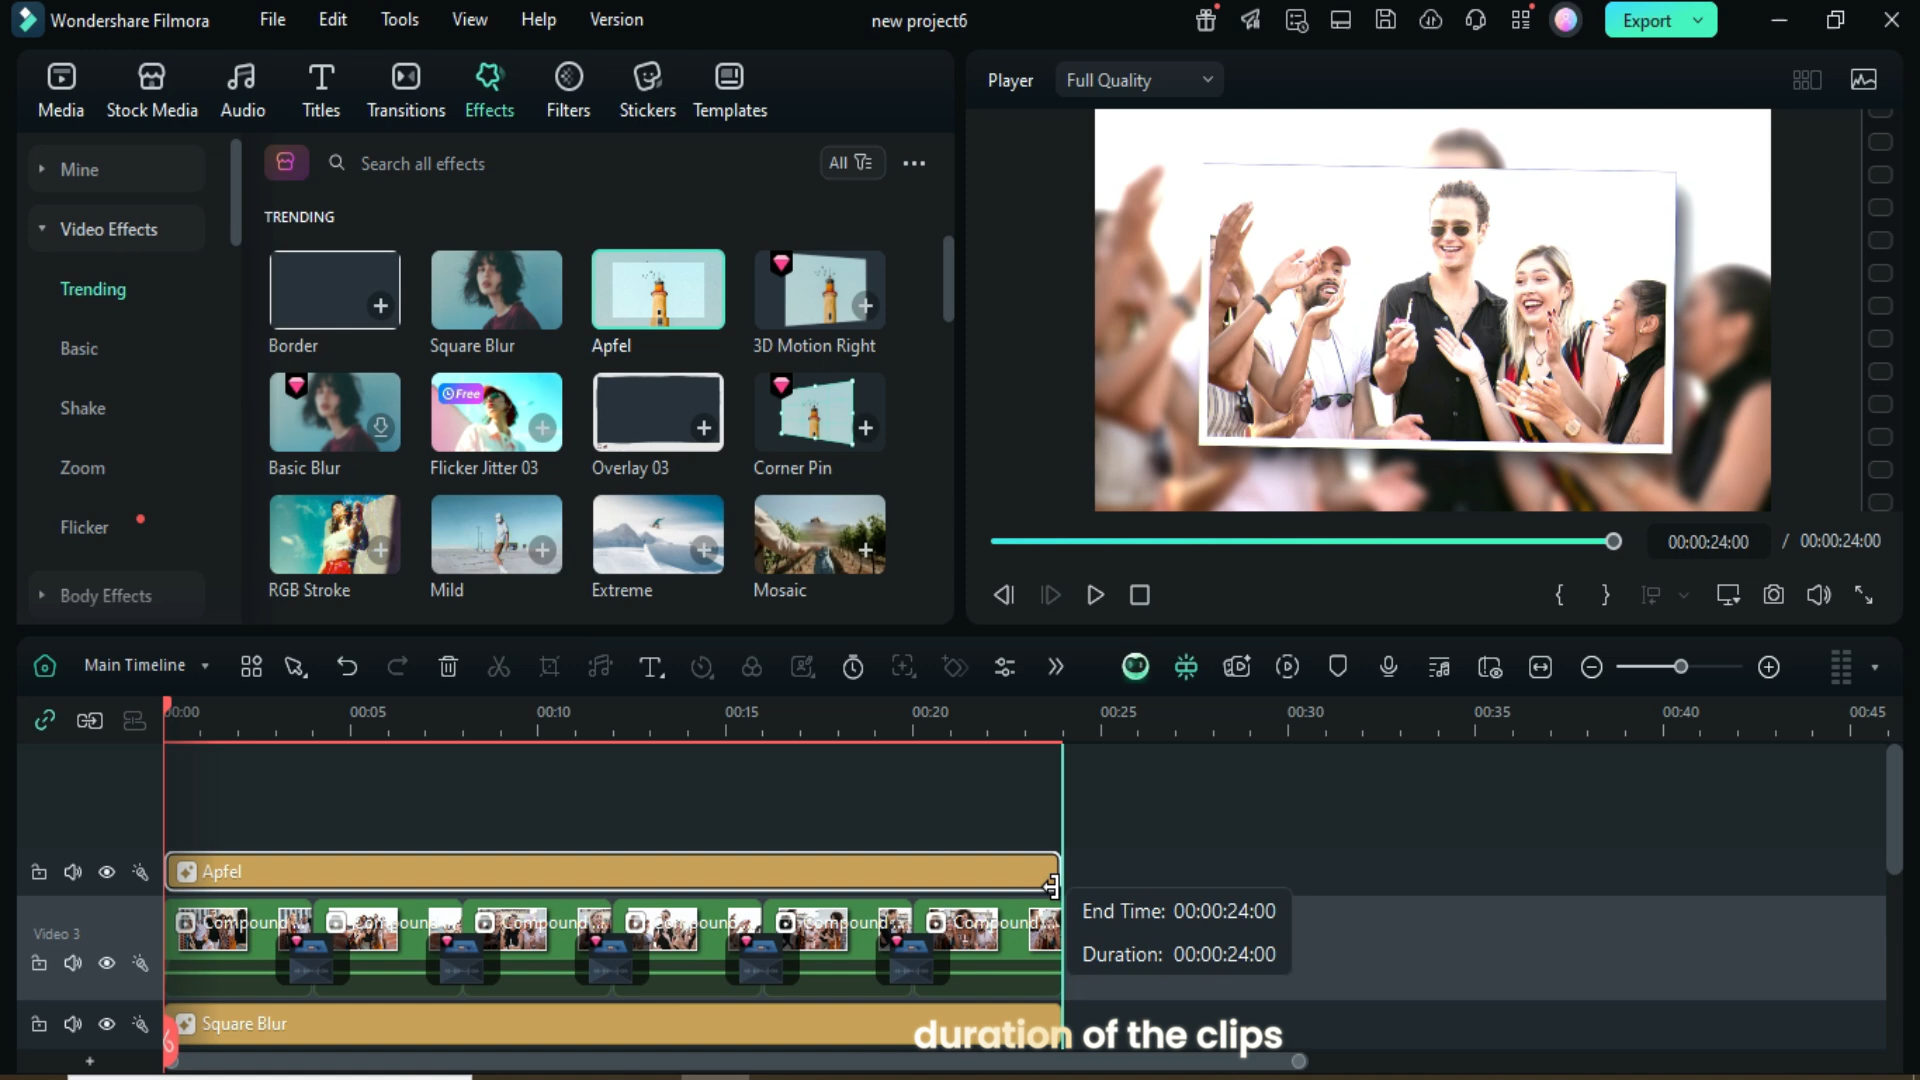 Wondershare Filmora
File
Edit
Tools
View
Help
Version
new project6
Export
Media
Stock Media
Audio
Titles
Transitions
Effects
Filters
Stickers
Templates
Player
Full Quality
Mine
Video Effects
Trending
Basic
Shake
Zoom
Flicker
Body Effects
Search all effects
All
TRENDING
Border
Square Blur
Apfel
3D Motion Right
Basic Blur
Free
Flicker Jitter 03
Overlay 03
Corner Pin
RGB Stroke
Mild
Extreme
Mosaic
00:00:24:00 / 00:00:24:00
Main Timeline
00:00
00:05
00:10
00:15
00:20
00:25
00:30
00:35
00:40
00:45
Apfel
Video 3
Compound
Compound
Compound...
Compound...
Compound...
Compound...
End Time: 00:00:24:00
Duration: 00:00:24:00
Square Blur
duration of the clips